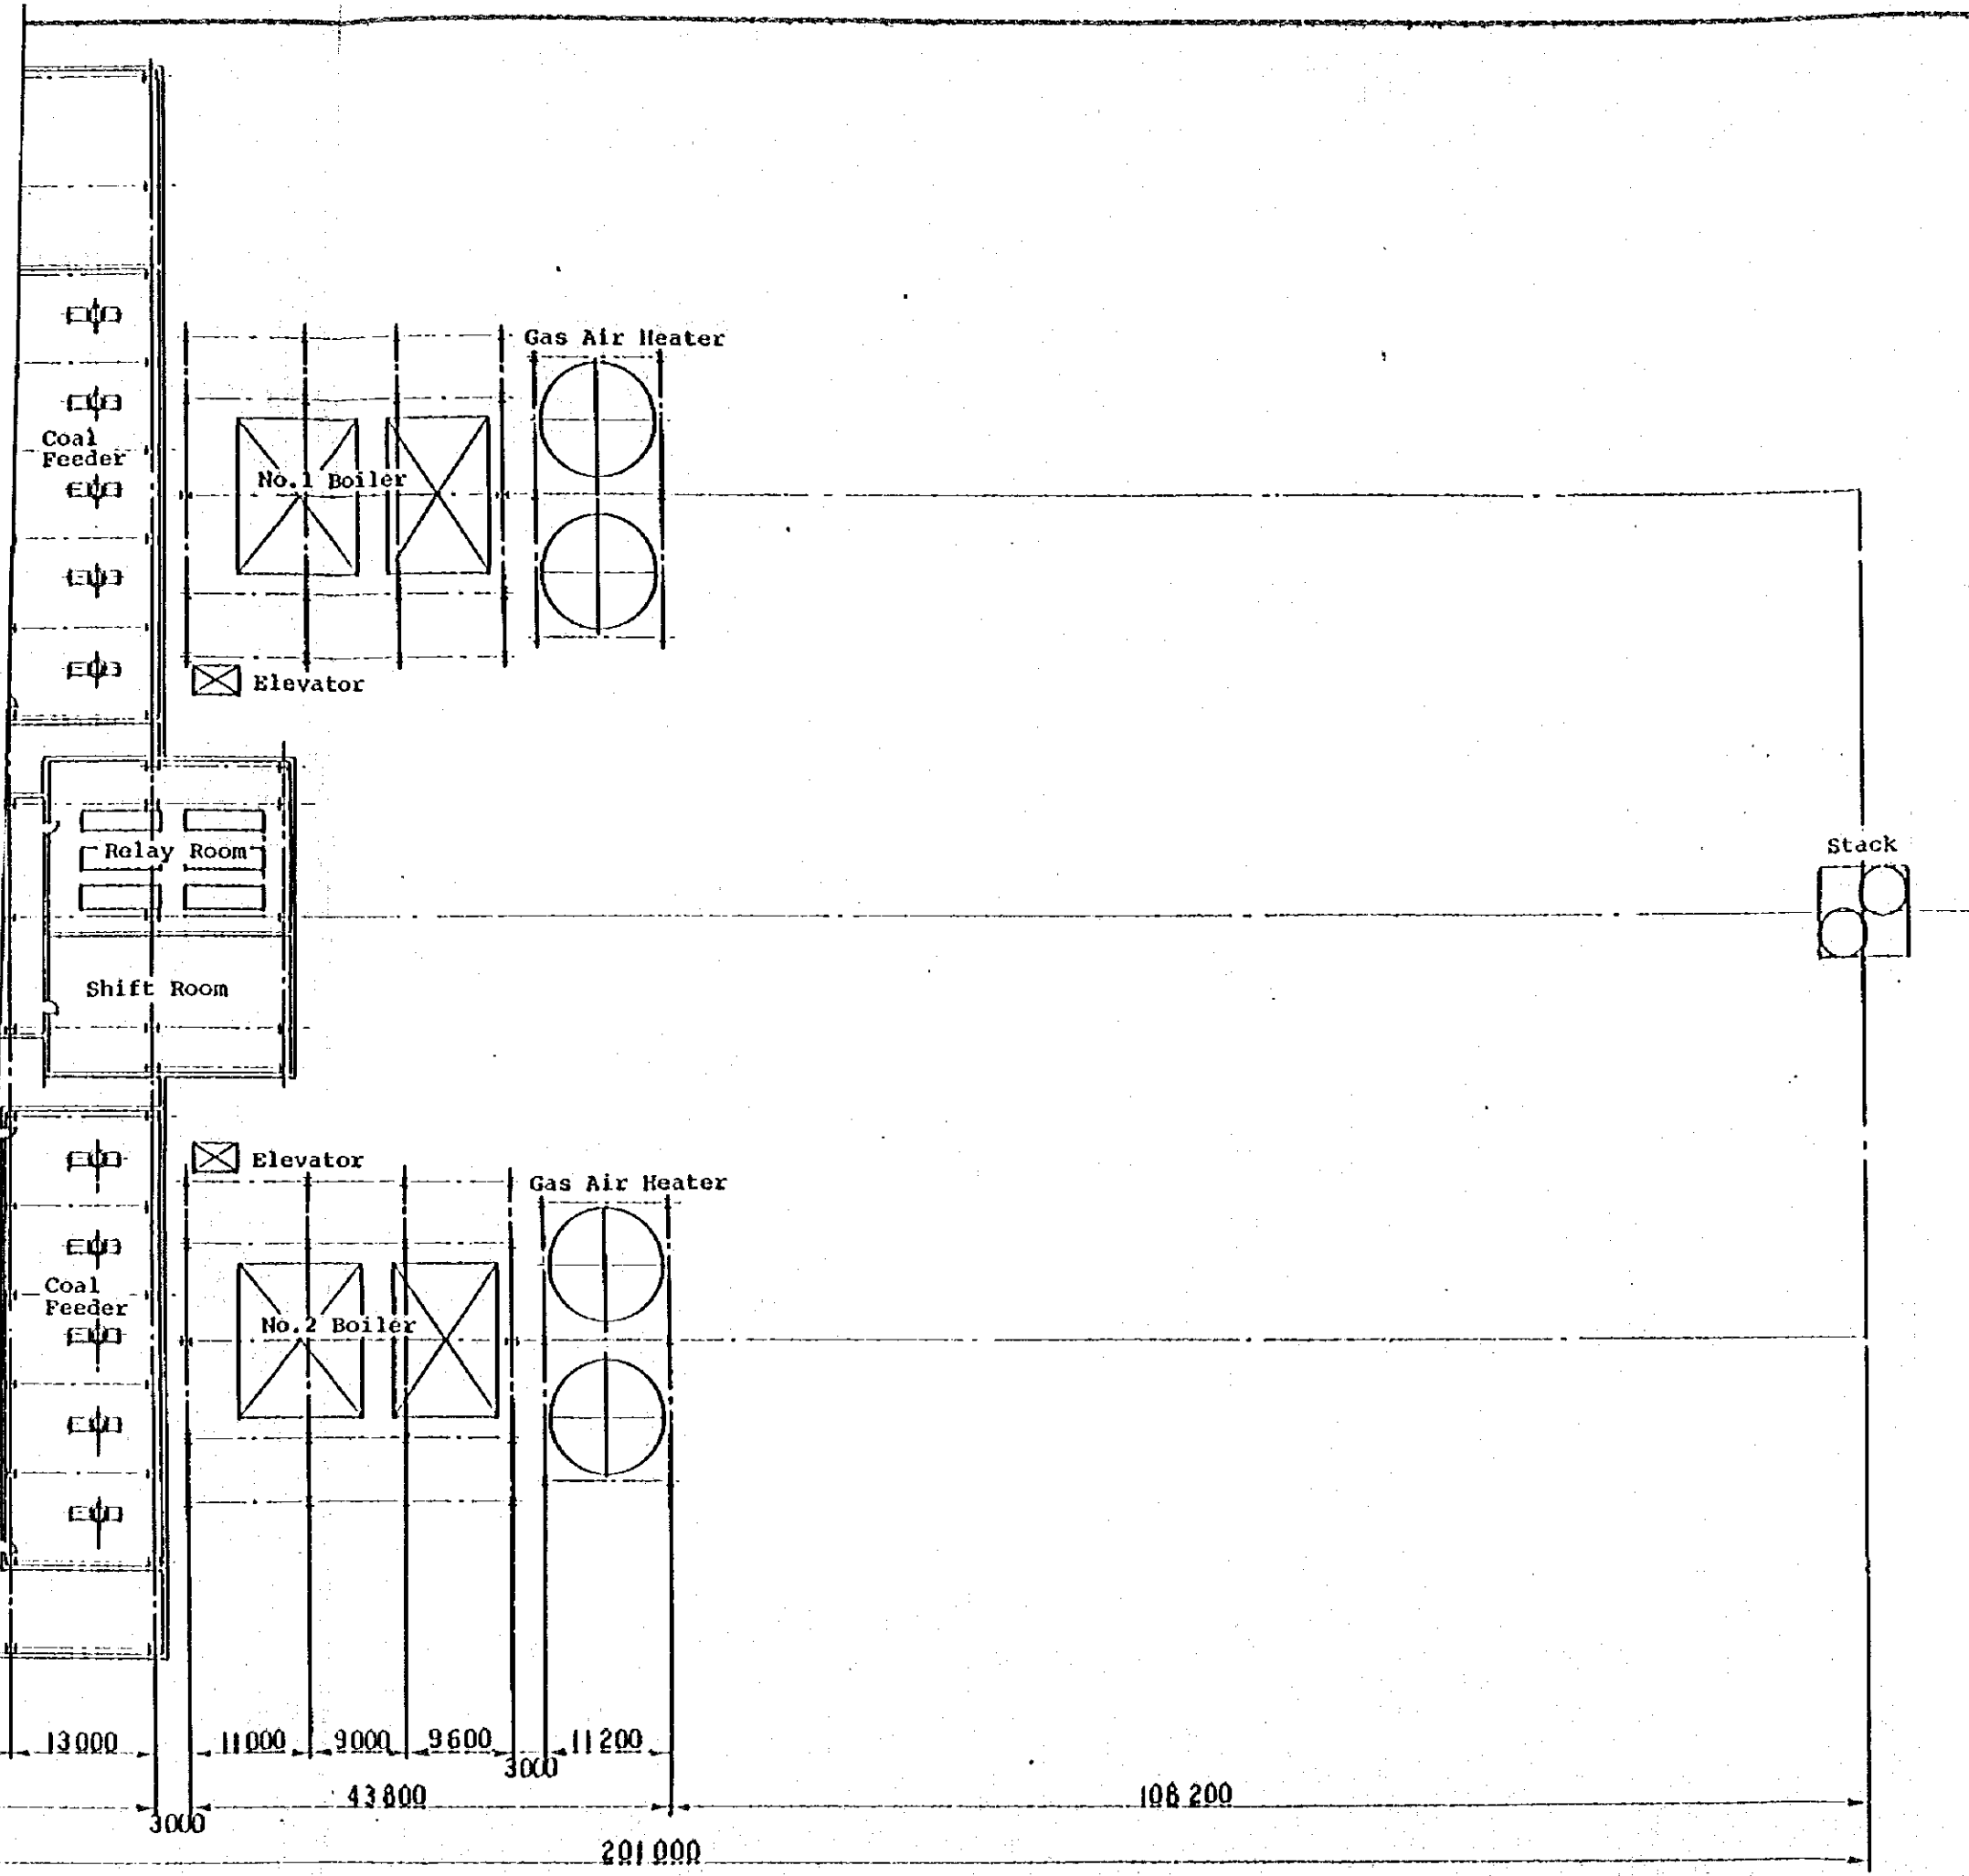 Gas Air Heater
Coal
Feeder
No.1 Boiler
Elevator
Relay Room
Stack
Shift Room
Elevator
Gas Air Heater
Coal
Feeder
No.2 Boiler
13000
11000
9000
9600
11200
3000
43800
108200
3000
201000